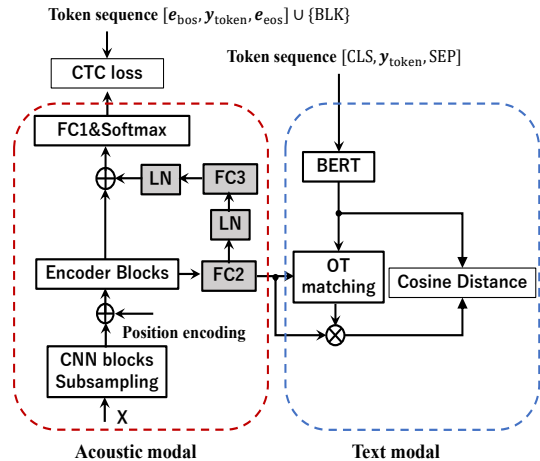 Token sequence [e_bos, y_token, e_eos] ∪ {BLK}
CTC loss
Token sequence [CLS, y_token, SEP]
FC1&Softmax
BERT
LN
FC3
LN
Encoder Blocks
FC2
OT
matching
Cosine Distance
Position encoding
CNN blocks
Subsampling
X
Acoustic modal
Text modal